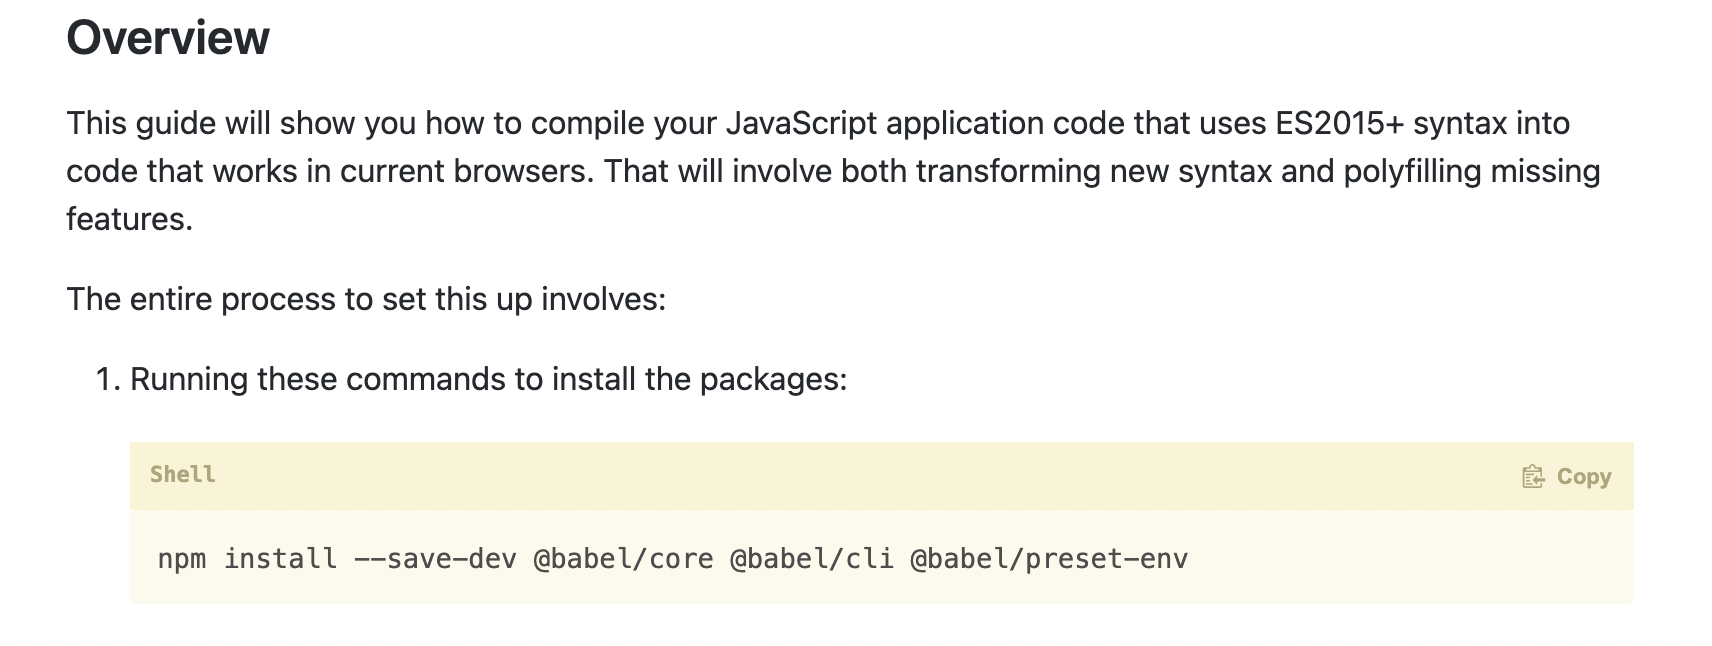 Overview
This guide will show you how to compile your JavaScript application code that uses ES2015+ syntax into
code that works in current browsers. That will involve both transforming new syntax and polyfilling missing
features.
The entire process to set this up involves:
1. Running these commands to install the packages:
Shell
Copy
npm install --save-dev @babel/core @babel/cli @babel/preset-env